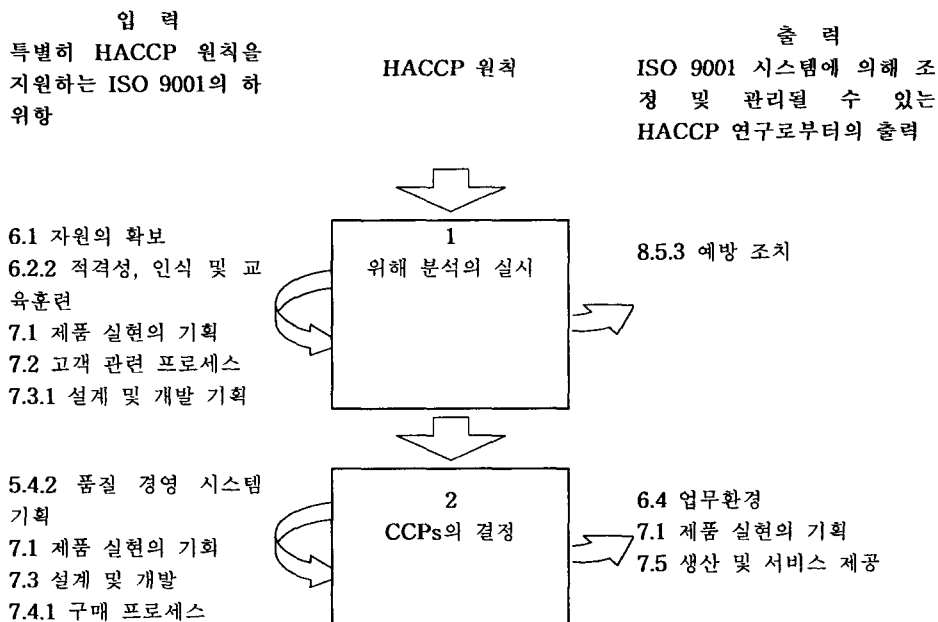 입 력
특별히 HACCP 원칙을
지원하는 ISO 9001의 하
위항
HACCP 원칙
출 력
ISO 9001 시스템에 의해 조
정 및 관리될 수 있는
HACCP 연구로부터의 출력
6.1 자원의 확보
6.2.2 적격성, 인식 및 교
육훈련
7.1 제품 실현의 기획
7.2 고객 관련 프로세스
7.3.1 설계 및 개발 기획
1
위해 분석의 실시
8.5.3 예방 조치
5.4.2 품질 경영 시스템
기획
7.1 제품 실현의 기화
7.3 설계 및 개발
7.4.1 구매 프로세스
2
CCPs의 결정
6.4 업무환경
7.1 제품 실현의 기획
7.5 생산 및 서비스 제공